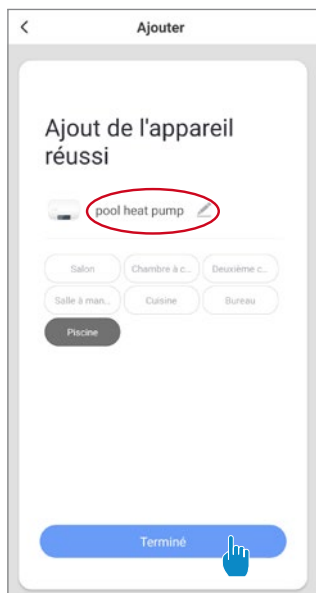 Ajouter
Ajout de l'appareil
réussi
pool heat pump
Salon Chambre à c... Deuxième c...
Salle à man... Cuisine Bureau
Piscine
Terminé